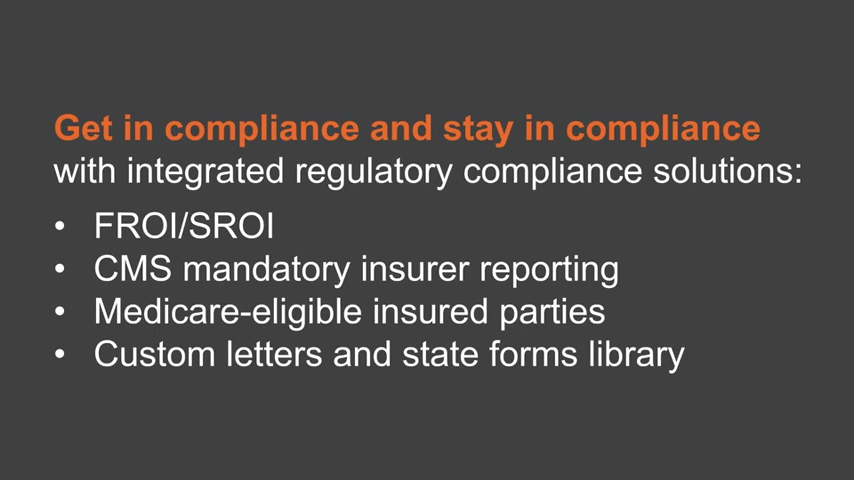 Get in compliance and stay in compliance
with integrated regulatory compliance solutions:
• FROI/SROI
• CMS mandatory insurer reporting
• Medicare-eligible insured parties
• Custom letters and state forms library